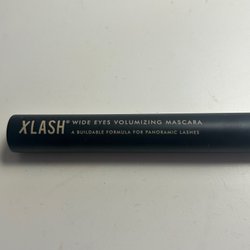 XLASH® WIDE EYES VOLUMIZING MASCARA
A BUILDABLE FORMULA FOR PANORAMIC LASHES